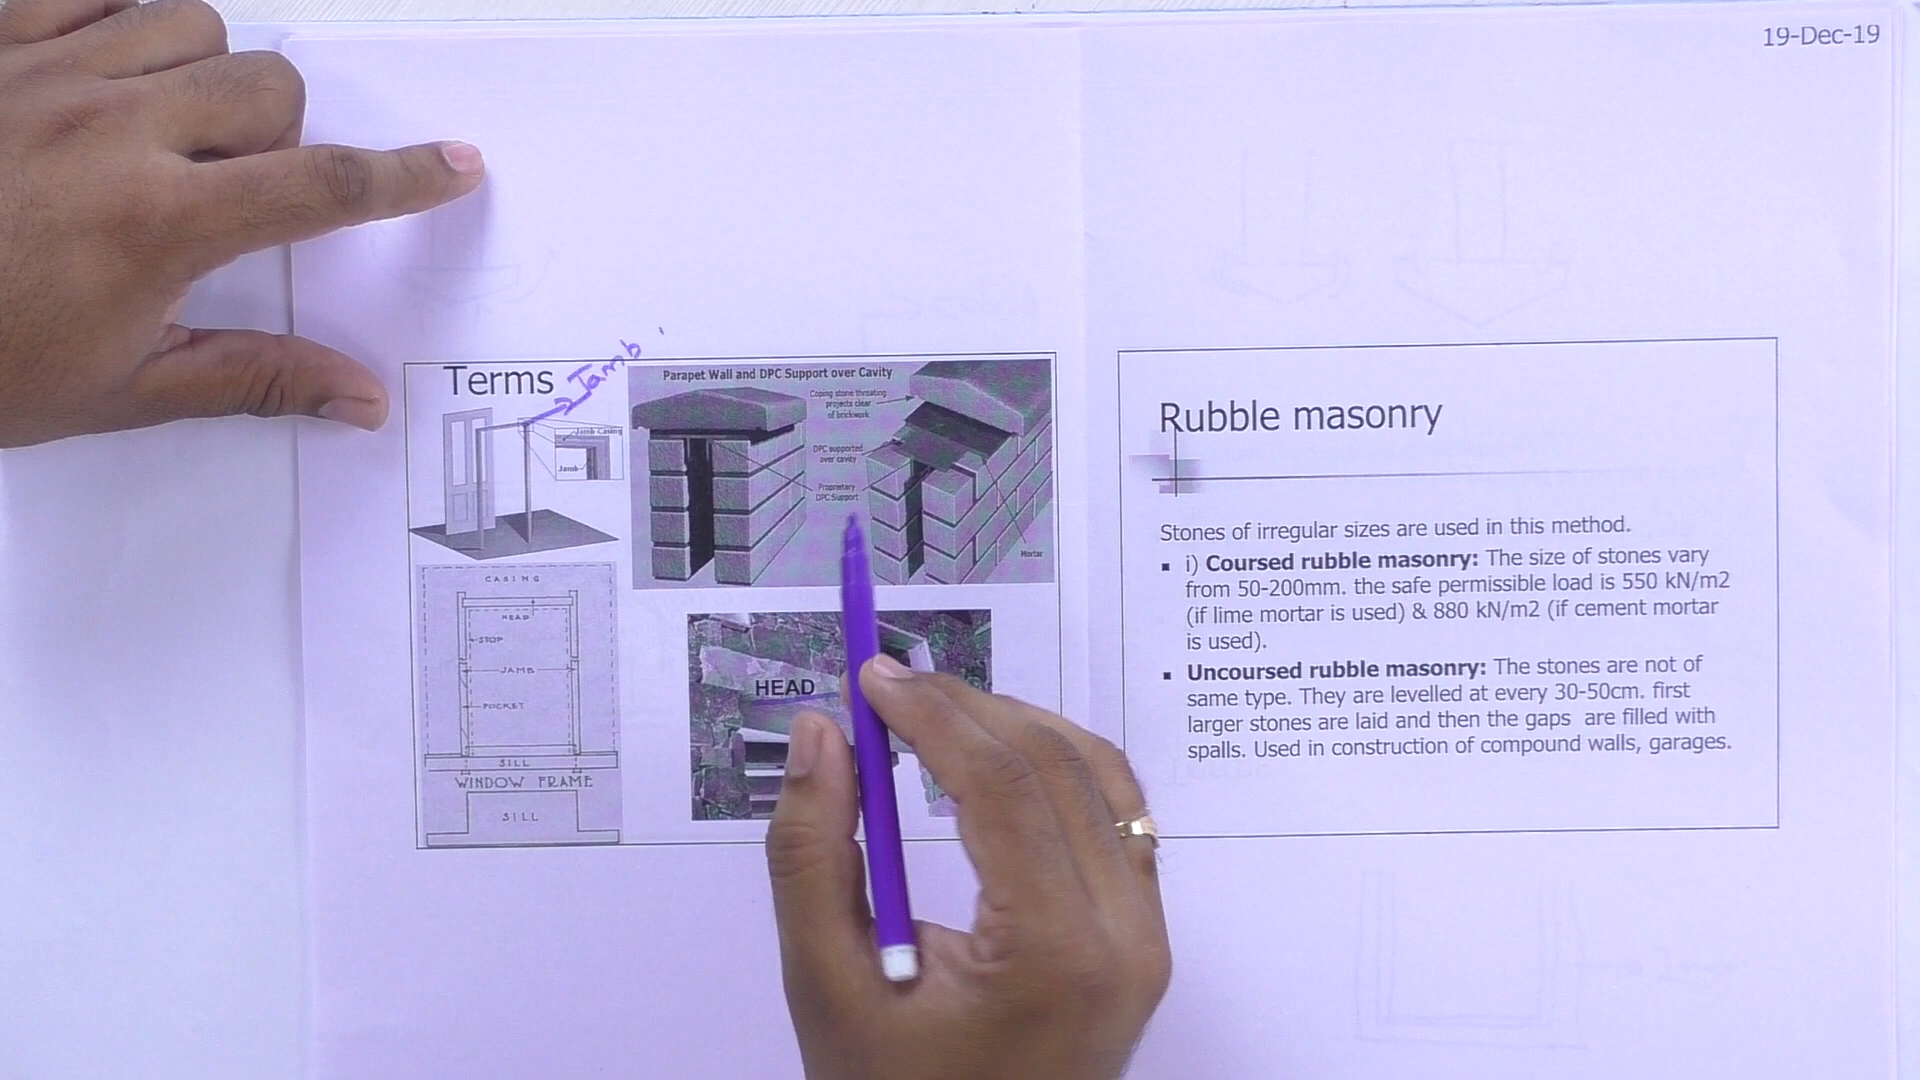 19-Dec-19
Terms
Jamb
Jamb Casing
Jamb
Parapet Wall and DPC Support over Cavity
Coping stone throating
projects clear
of brickwork
DPC supported
over cavity
Proprietary
DPC Support
Mortar
CASING
HEAD
STOP
JAMB
POCKET
SILL
WINDOW FRAME
SILL
HEAD
Rubble masonry
Stones of irregular sizes are used in this method.
▪ i) Coursed rubble masonry: The size of stones vary
from 50-200mm. the safe permissible load is 550 kN/m2
(if lime mortar is used) & 880 kN/m2 (if cement mortar
is used).
▪ Uncoursed rubble masonry: The stones are not of
same type. They are levelled at every 30-50cm. first
larger stones are laid and then the gaps are filled with
spalls. Used in construction of compound walls, garages.